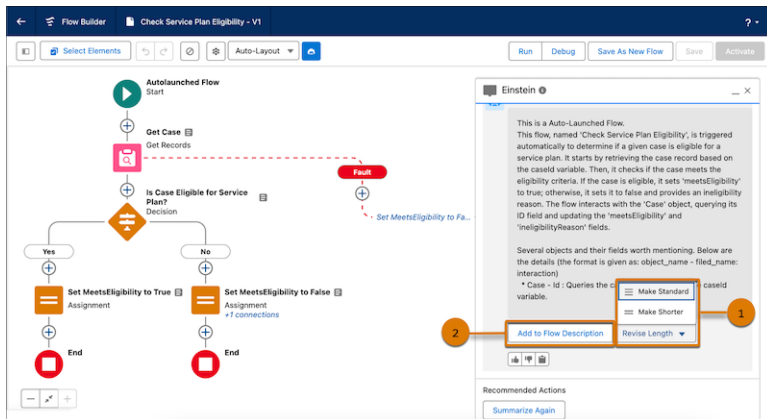 Flow Builder
Check Service Plan Eligibility - V1
?
Select Elements
Auto-Layout
Run
Debug
Save As New Flow
Save
Activate
Autolaunched Flow
Start
Get Case
Get Records
Fault
Set MeetsEligibility to Fa...
Is Case Eligible for Service
Plan?
Decision
Yes
No
Set MeetsEligibility to True
Assignment
Set MeetsEligibility to False
Assignment
+1 connections
End
End
Einstein
This is a Auto-Launched Flow.
This flow, named 'Check Service Plan Eligibility', is triggered
automatically to determine if a given case is eligible for a
service plan. It starts by retrieving the case record based on
the caseId variable. Then, it checks if the case meets the
eligibility criteria. If the case is eligible, it sets 'meetsEligibility'
to true; otherwise, it sets it to false and provides an ineligibility
reason. The flow interacts with the 'Case' object, querying its
ID field and updating the 'meetsEligibility' and
'ineligibilityReason' fields.
Several objects and their fields worth mentioning. Below are
the details (the format is given as: object_name - filed_name:
interaction)
* Case - Id : Queries the ca
caseId
variable.
Make Standard
Make Shorter
1
2
Add to Flow Description
Revise Length
Recommended Actions
Summarize Again